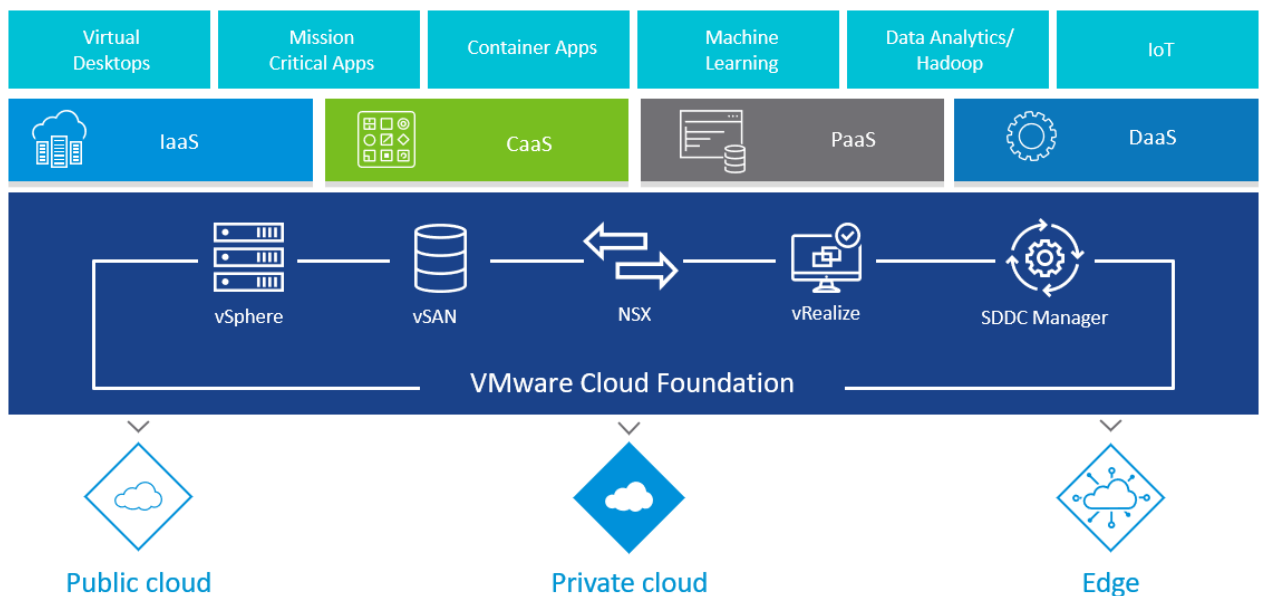 Virtual
Desktops
Mission
Critical Apps
Container Apps
Machine
Learning
Data Analytics/
Hadoop
IoT
IaaS
CaaS
PaaS
DaaS
vSphere
vSAN
NSX
vRealize
SDDC Manager
VMware Cloud Foundation
Public cloud
Private cloud
Edge